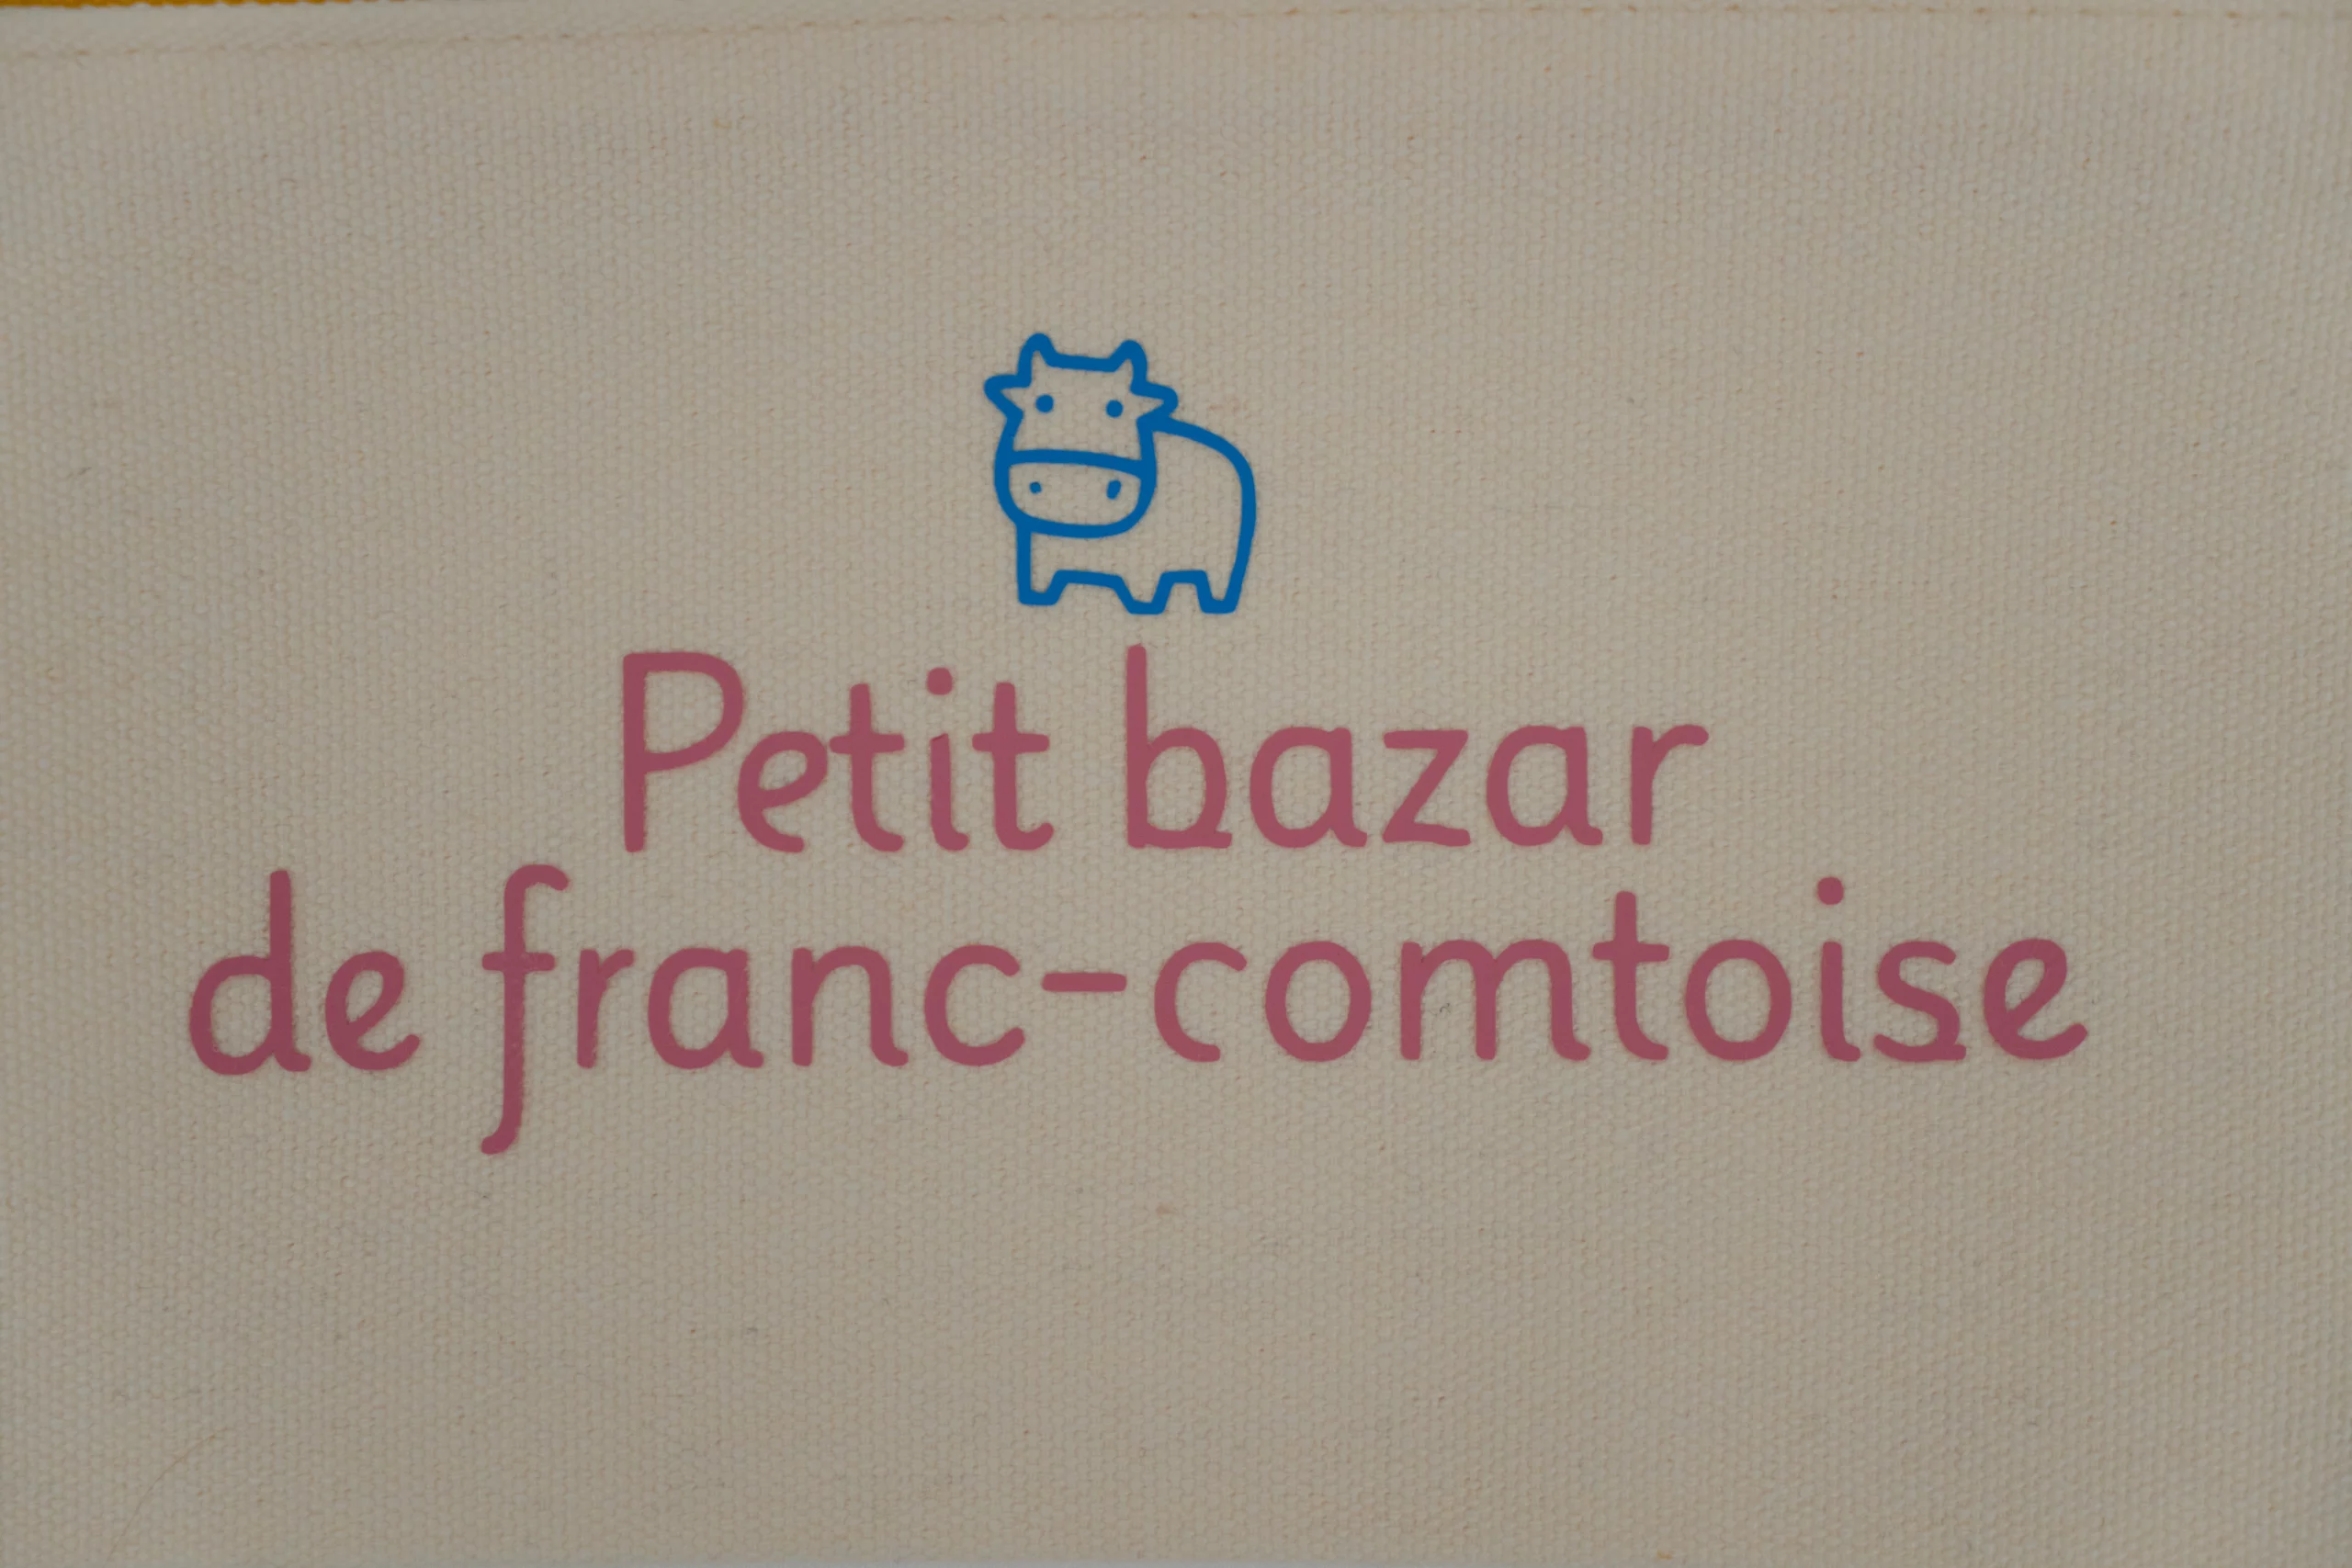 Petit bazar
de franc-comtoise